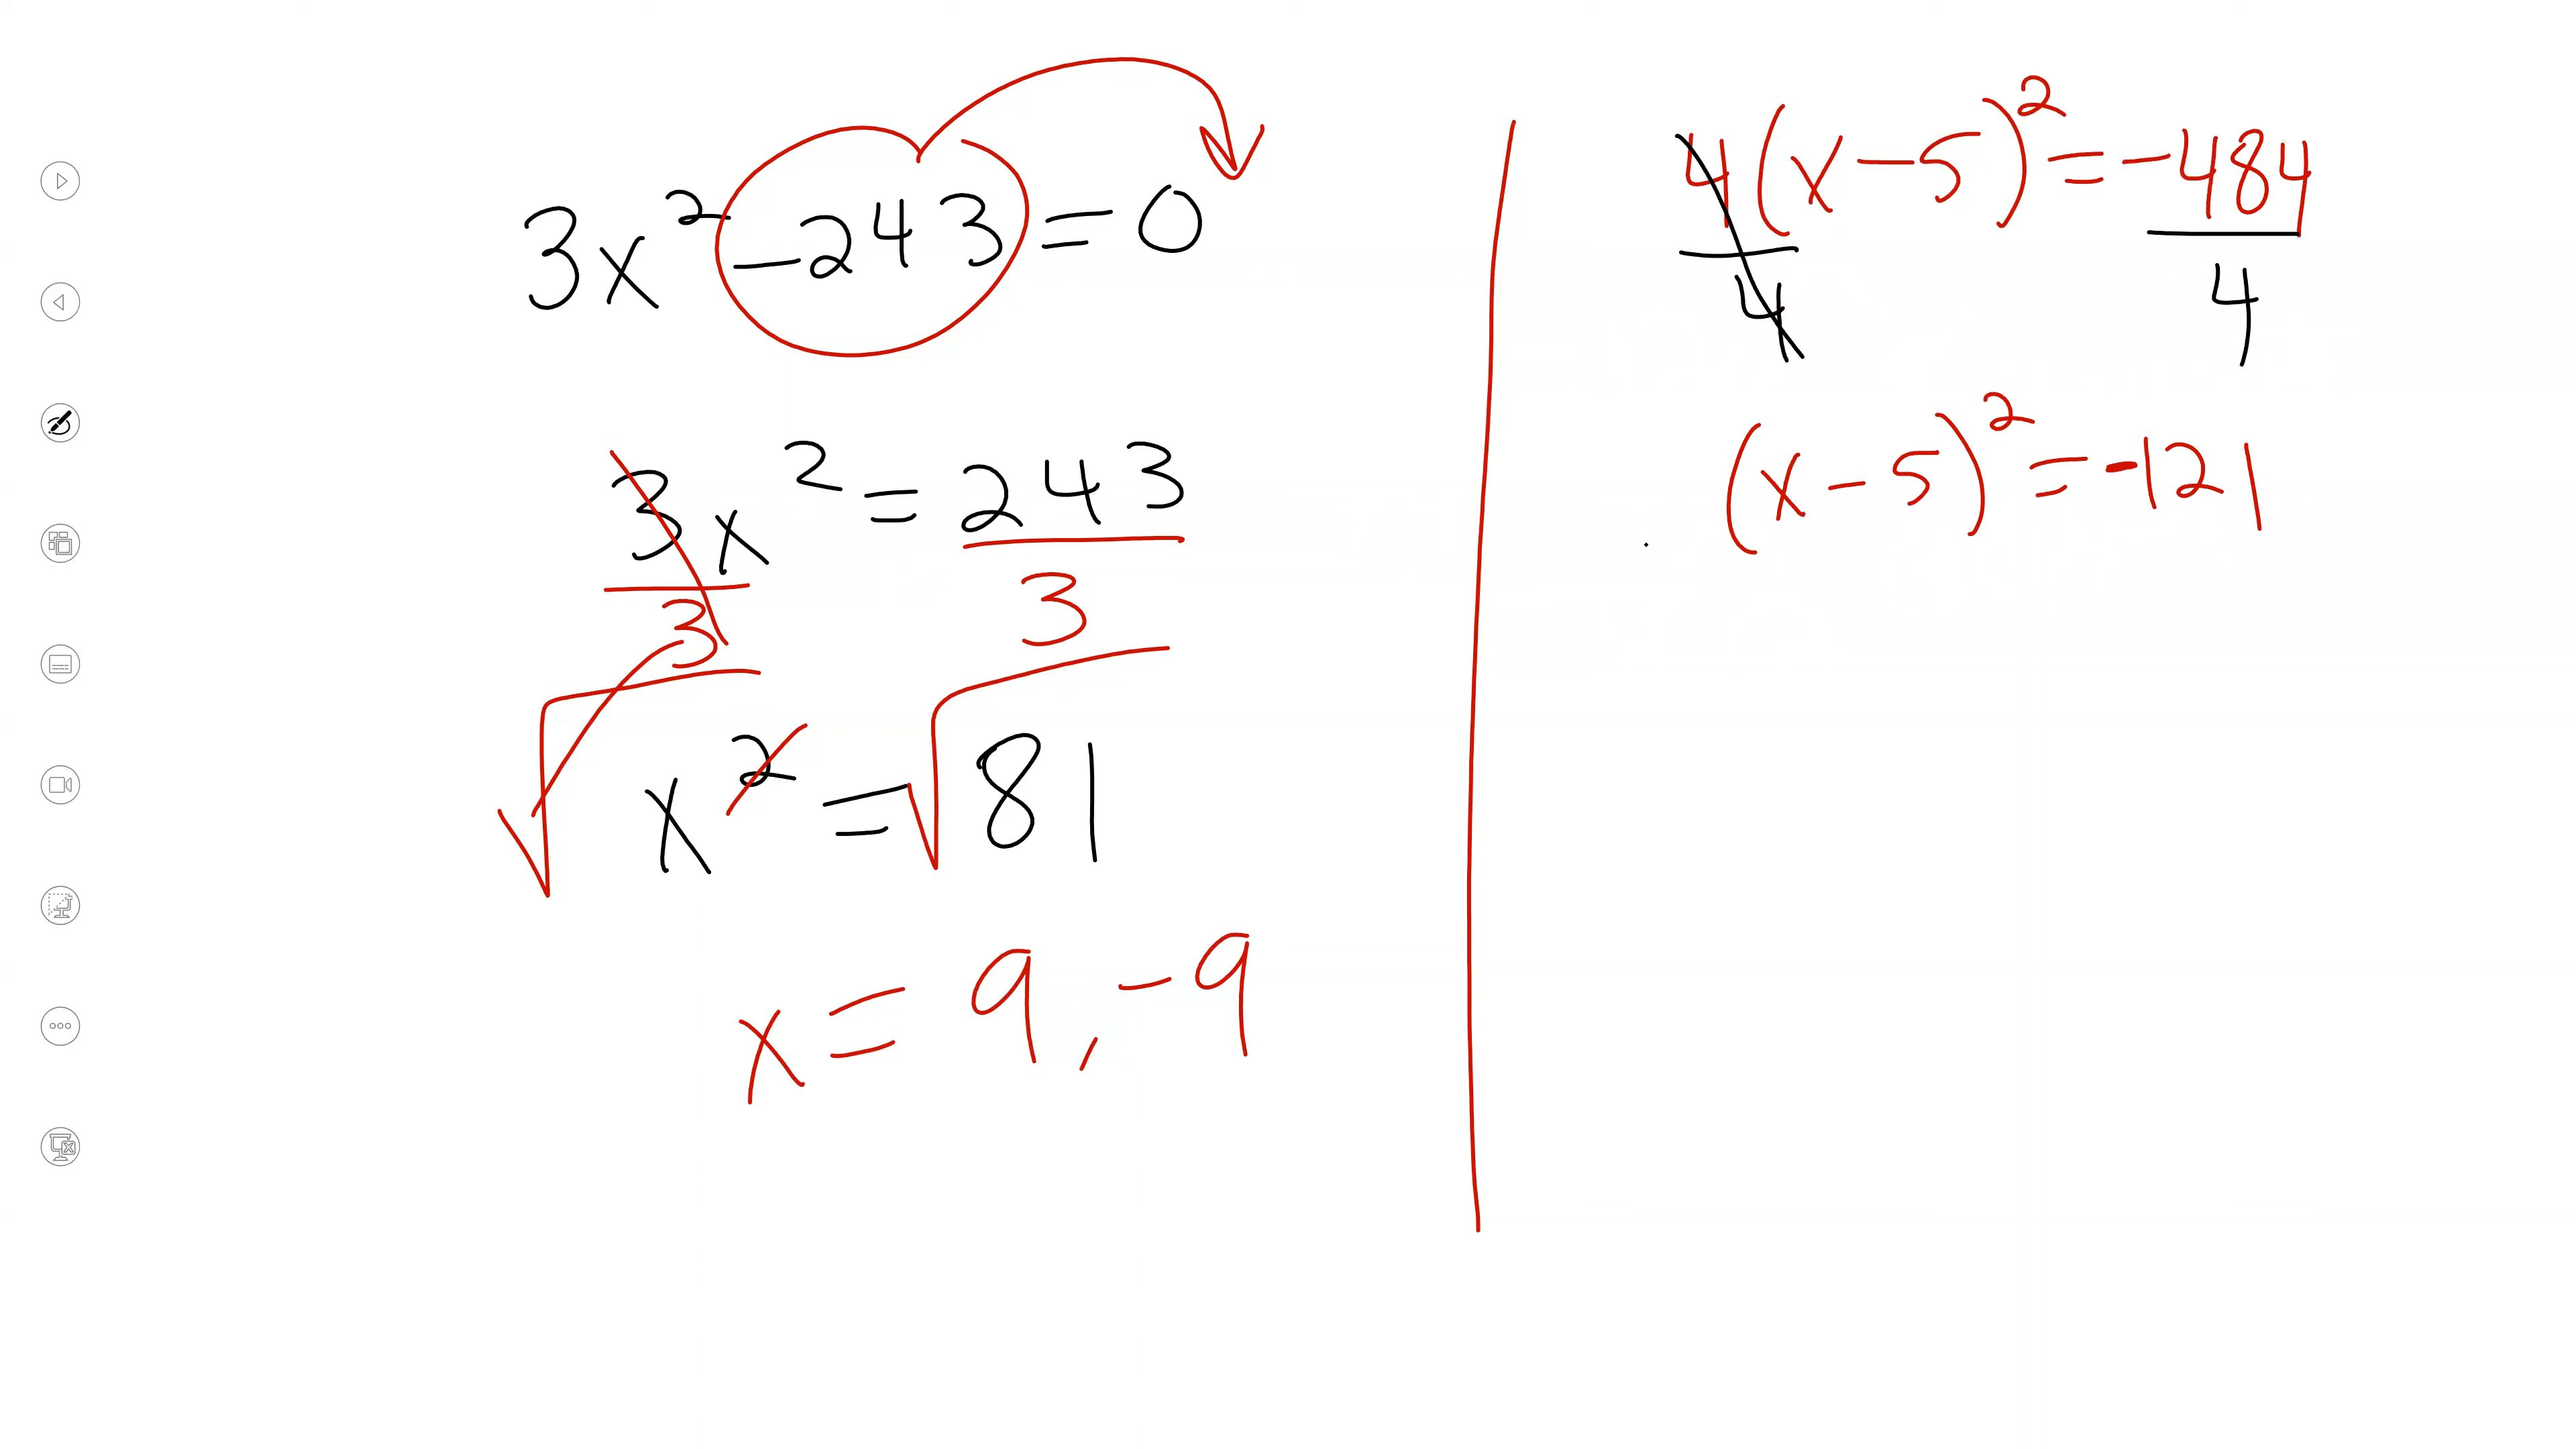 3x² - 243 = 0
3x² = 243
3 3
√x² = √81
x = 9, -9
4(x - 5)² = -484
4 4
(x - 5)² = -121